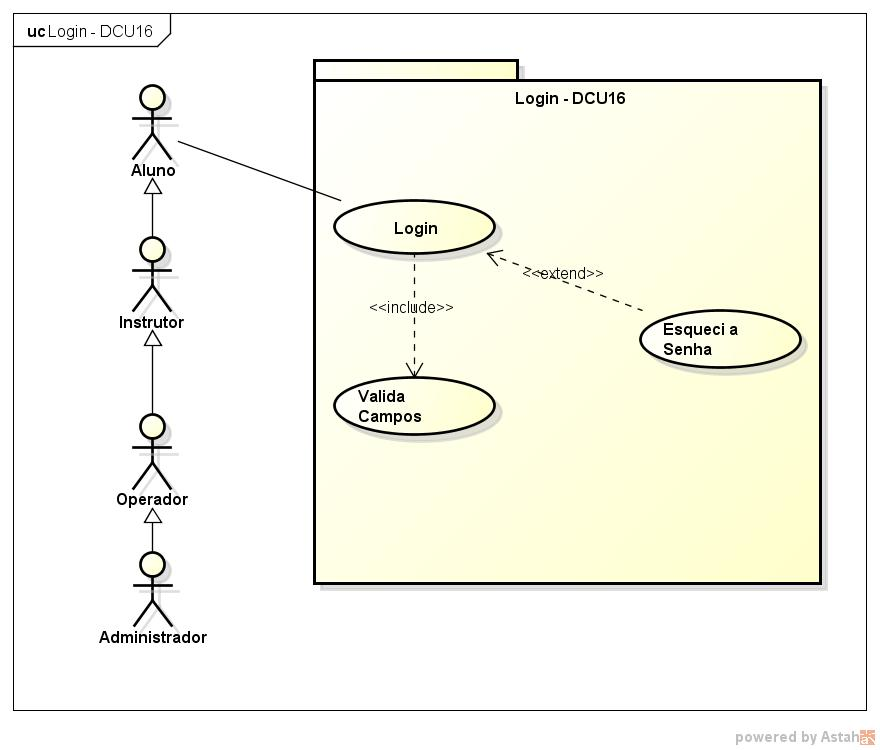 uc Login - DCU16
Login - DCU16
Aluno
Login
Instrutor
<<extend>>
<<include>>
Esqueci a
Senha
Valida
Campos
Operador
Administrador
powered by Astah